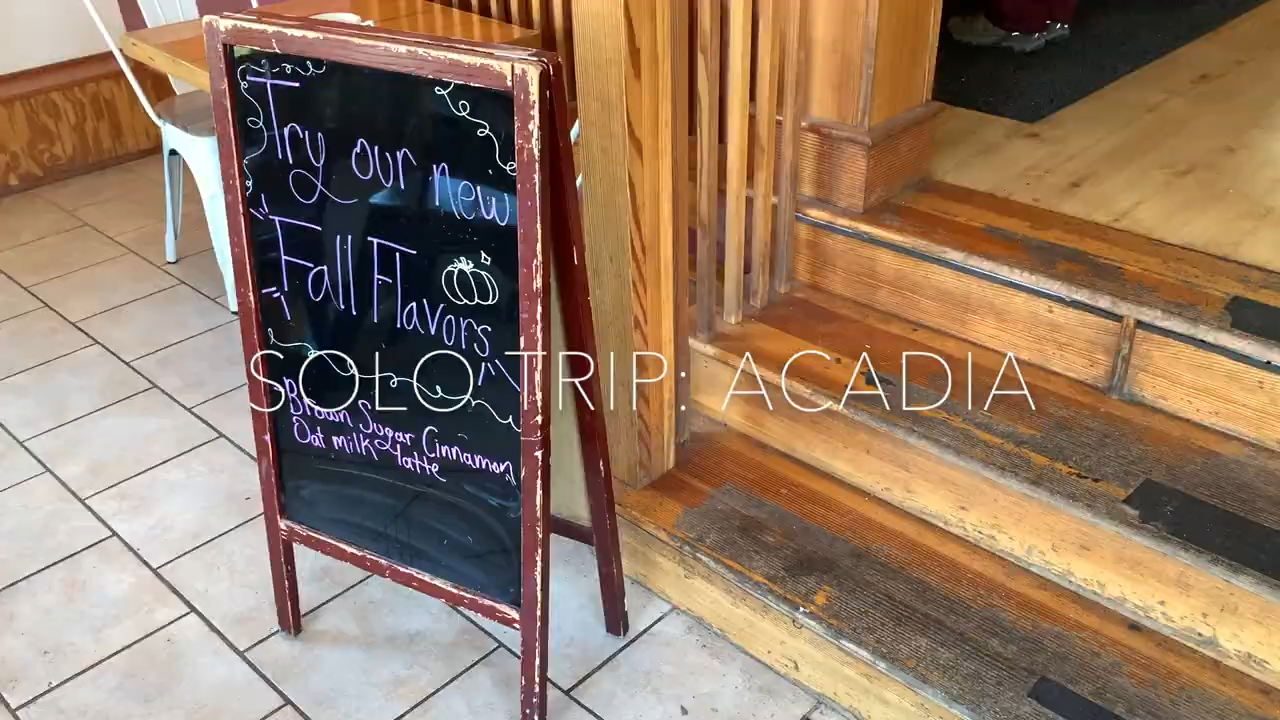 Try our new
Fall Flavors
SOLO TRIP: ACADIA
Brown Sugar Cinnamon
Oat milk latte